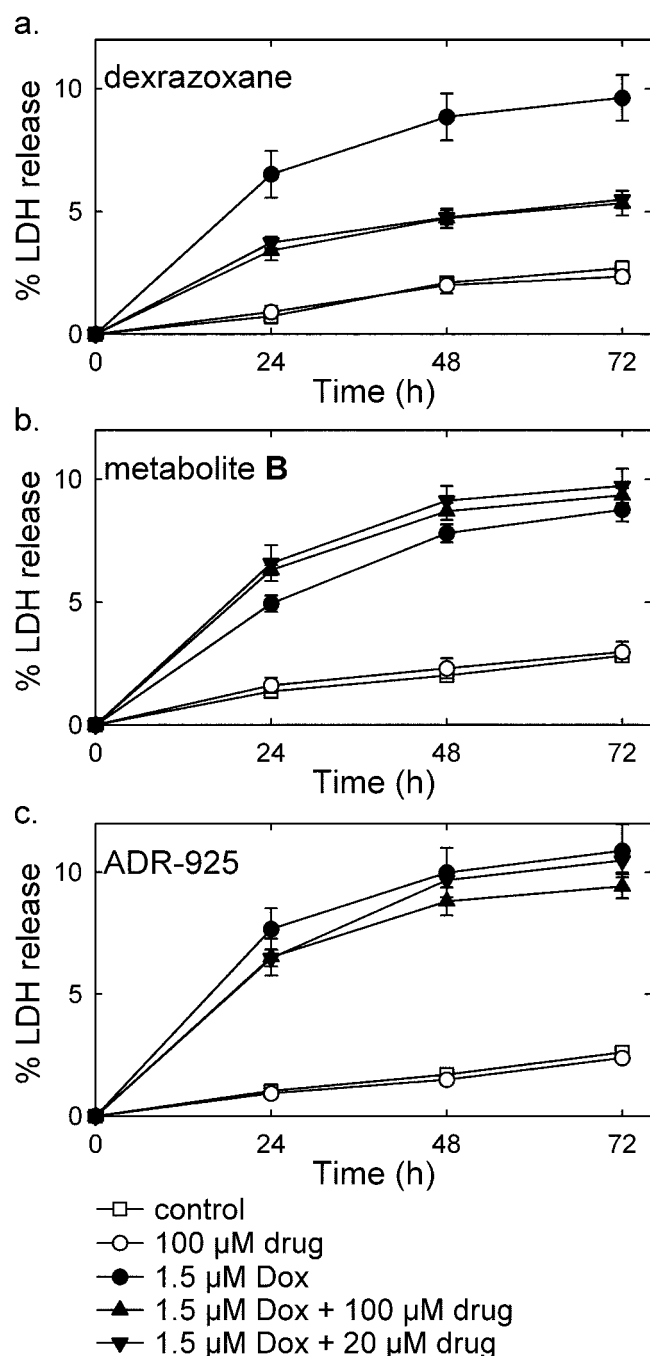 a.
dexrazoxane
10
5
0
% LDH release
0 24 48 72
Time (h)
b.
metabolite B
10
5
0
% LDH release
0 24 48 72
Time (h)
c.
ADR-925
10
5
0
% LDH release
0 24 48 72
Time (h)
control
100 µM drug
1.5 µM Dox
1.5 µM Dox + 100 µM drug
1.5 µM Dox + 20 µM drug